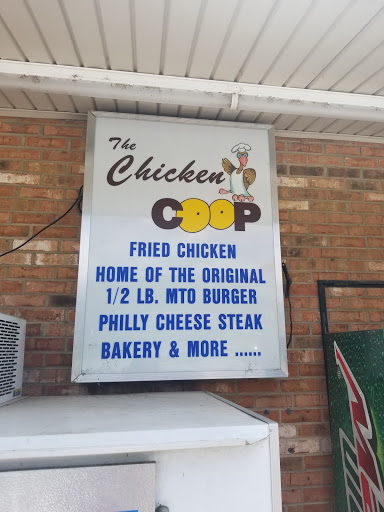 The
Chicken
COOP
FRIED CHICKEN
HOME OF THE ORIGINAL
1/2 LB. MTO BURGER
PHILLY CHEESE STEAK
BAKERY & MORE ......